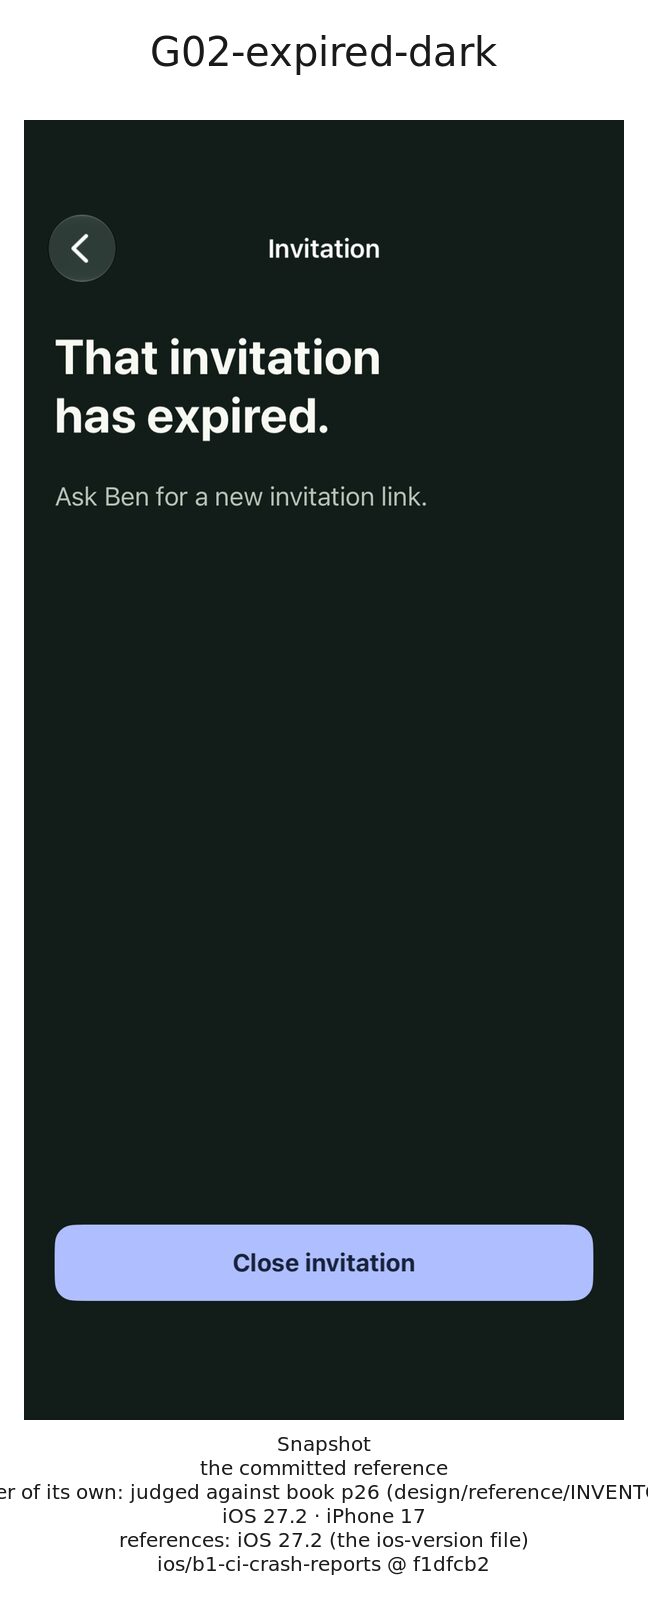 G02-expired-dark
Invitation
That invitation
has expired.
Ask Ben for a new invitation link.
Close invitation
Snapshot
the committed reference
of its own: judged against book p26 (design/reference/
iOS 27.2 · iPhone 17
references: iOS 27.2 (the ios-version file)
ios/b1-ci-crash-reports @ f1dfcb2